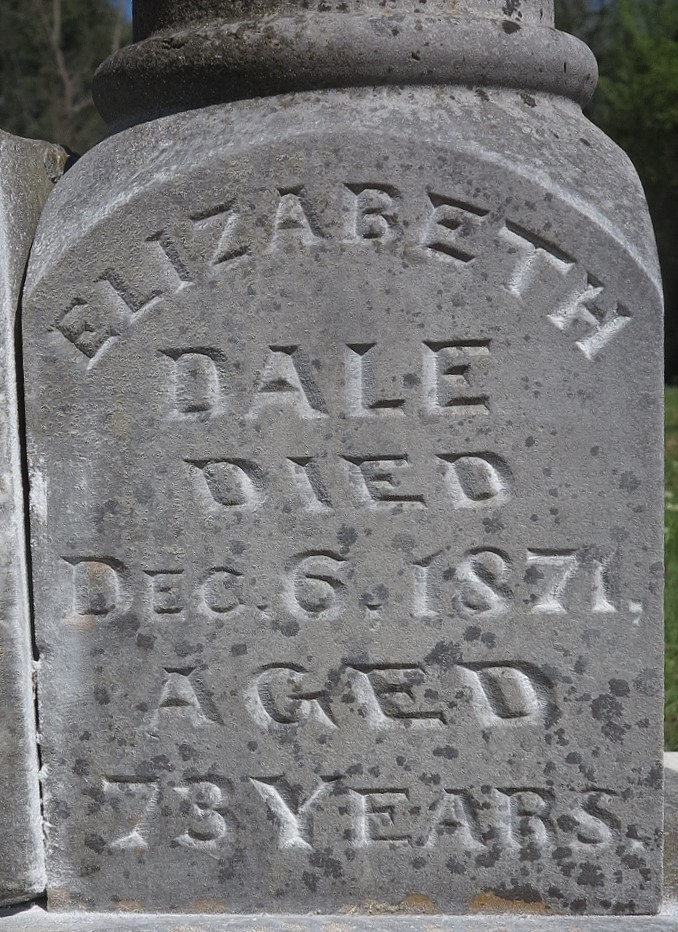 ELIZABETH
DALE
DIED
DEC. 6. 1871,
AGED
73 YEARS.